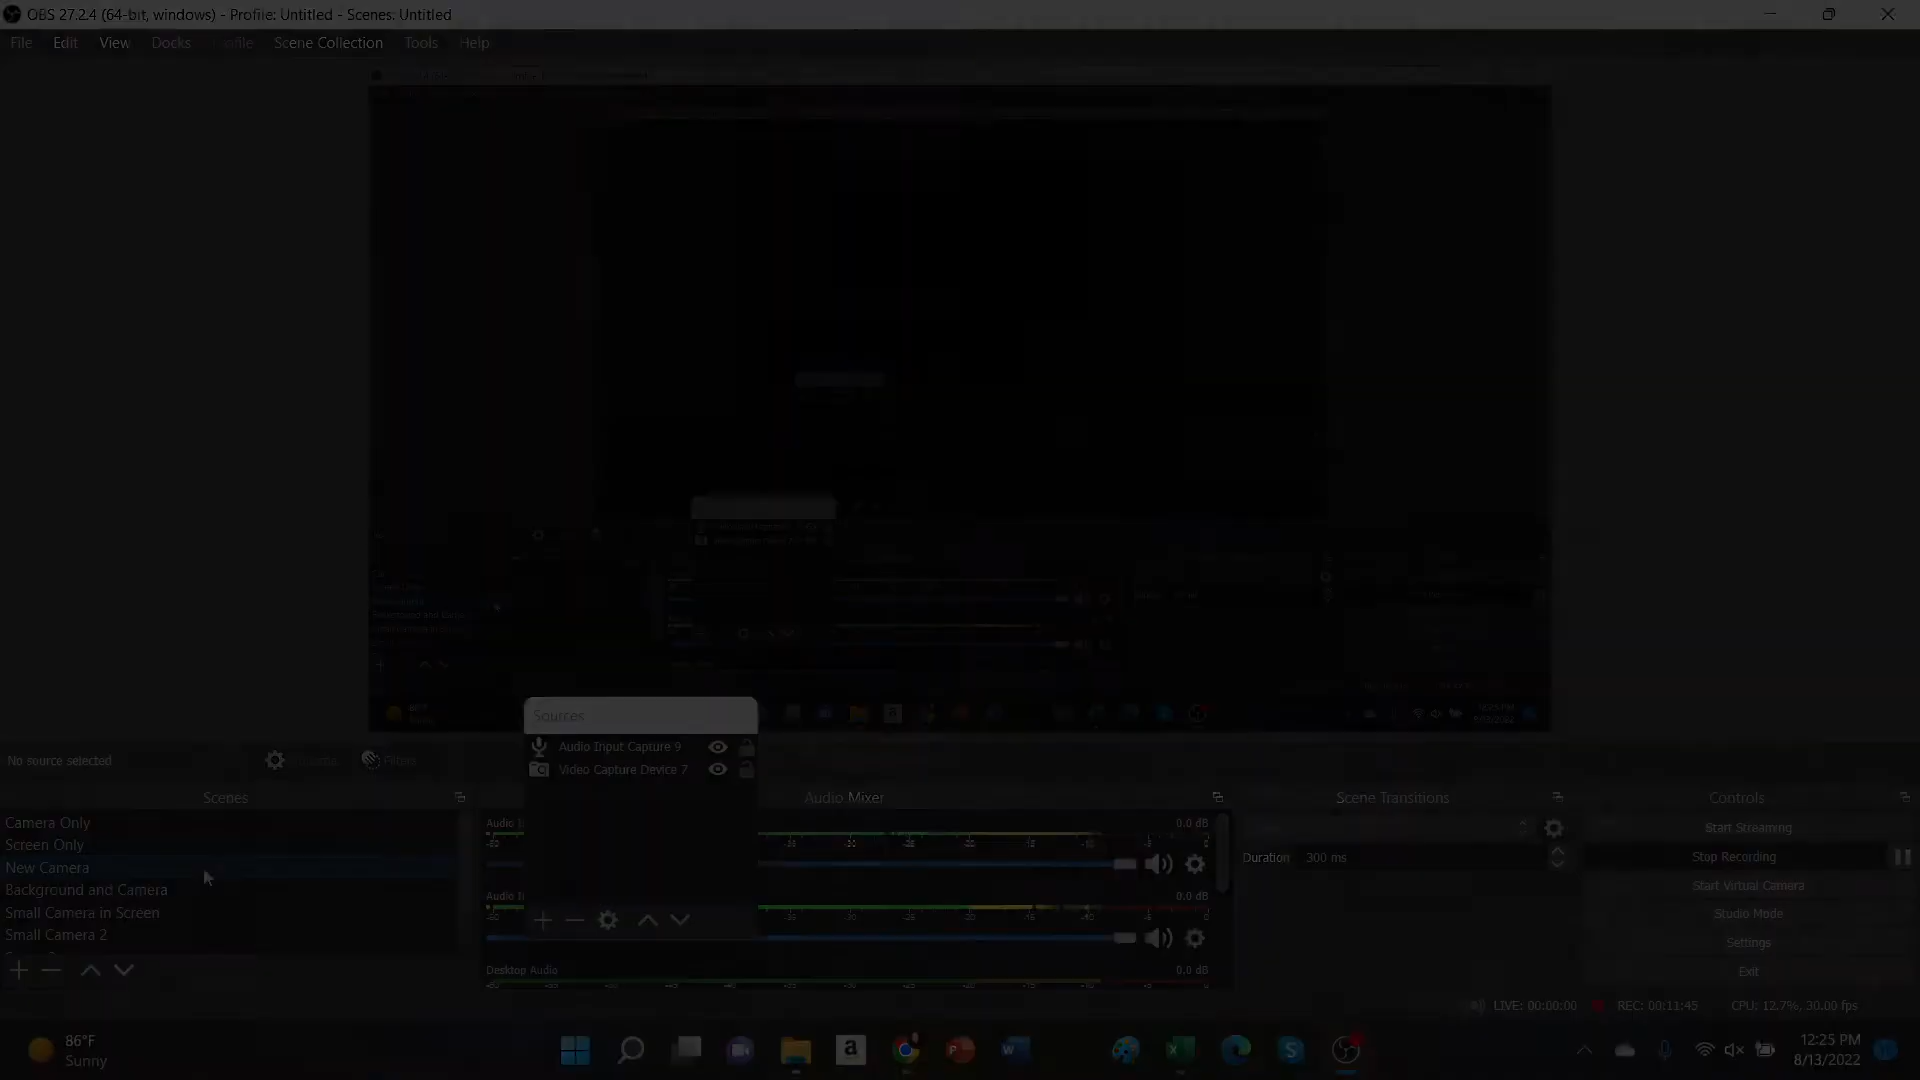 OBS 27.2.4 (64-bit, windows) - Profile: Untitled - Scenes: Untitled
File Edit View Docks Profile Scene Collection Tools Help
No source selected
Filters
Scenes
Camera Only
Screen Only
New Camera
Background and Camera
Small Camera in Screen
Small Camera 2
Sources
Audio Input Capture 9
Video Capture Device 7
Audio Mixer
Audio I
0.0 dB
Audio I
0.0 dB
Desktop Audio
0.0 dB
Scene Transitions
Duration 300 ms
Controls
Start Streaming
Stop Recording
Start Virtual Camera
Studio Mode
Settings
Exit
LIVE: 00:00:00 REC: 00:11:45 CPU: 12.7%, 30.00 fps
86°F
Sunny
12:25 PM
8/13/2022